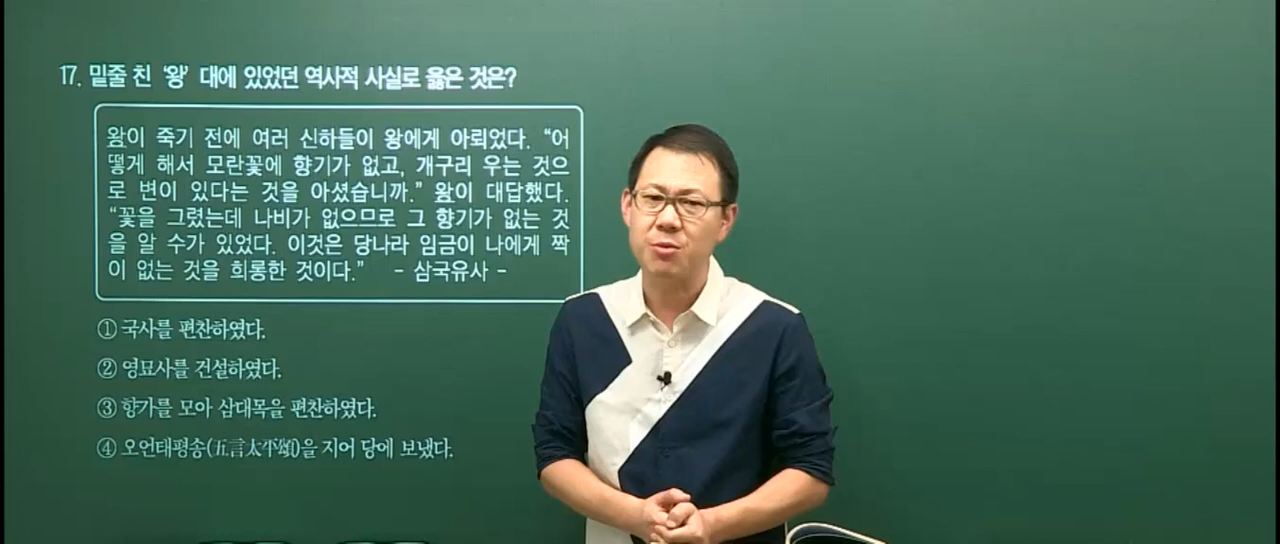 17. 밑줄 친 '왕' 대에 있었던 역사적 사실로 옳은 것은?
왕이 죽기 전에 여러 신하들이 왕에게 아뢰었다. "어
떻게 해서 모란꽃에 향기가 없고, 개구리 우는 것으
로 변이 있다는 것을 아셨습니까." 왕이 대답했다.
"꽃을 그렸는데 나비가 없으므로 그 향기가 없는 것
을 알 수가 있었다. 이것은 당나라 임금이 나에게 짝
이 없는 것을 희롱한 것이다." - 삼국유사 -
① 국사를 편찬하였다.
② 영묘사를 건설하였다.
③ 향가를 모아 삼대목을 편찬하였다.
④ 오언태평송(五言太平頌)을 지어 당에 보냈다.